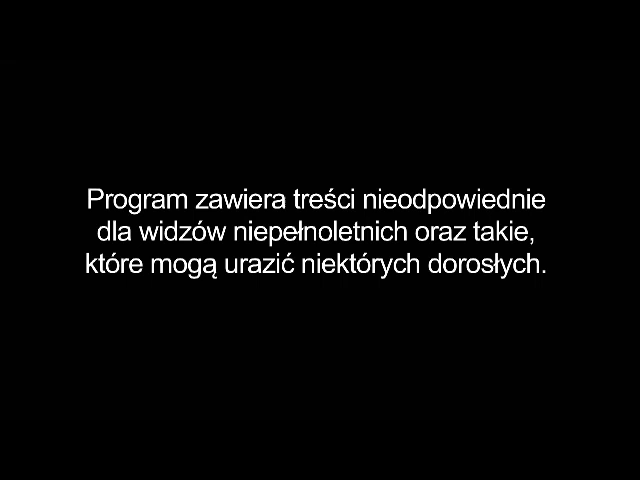 Program zawiera treści nieodpowiednie
dla widzów niepełnoletnich oraz takie,
które mogą urazić niektórych dorosłych.